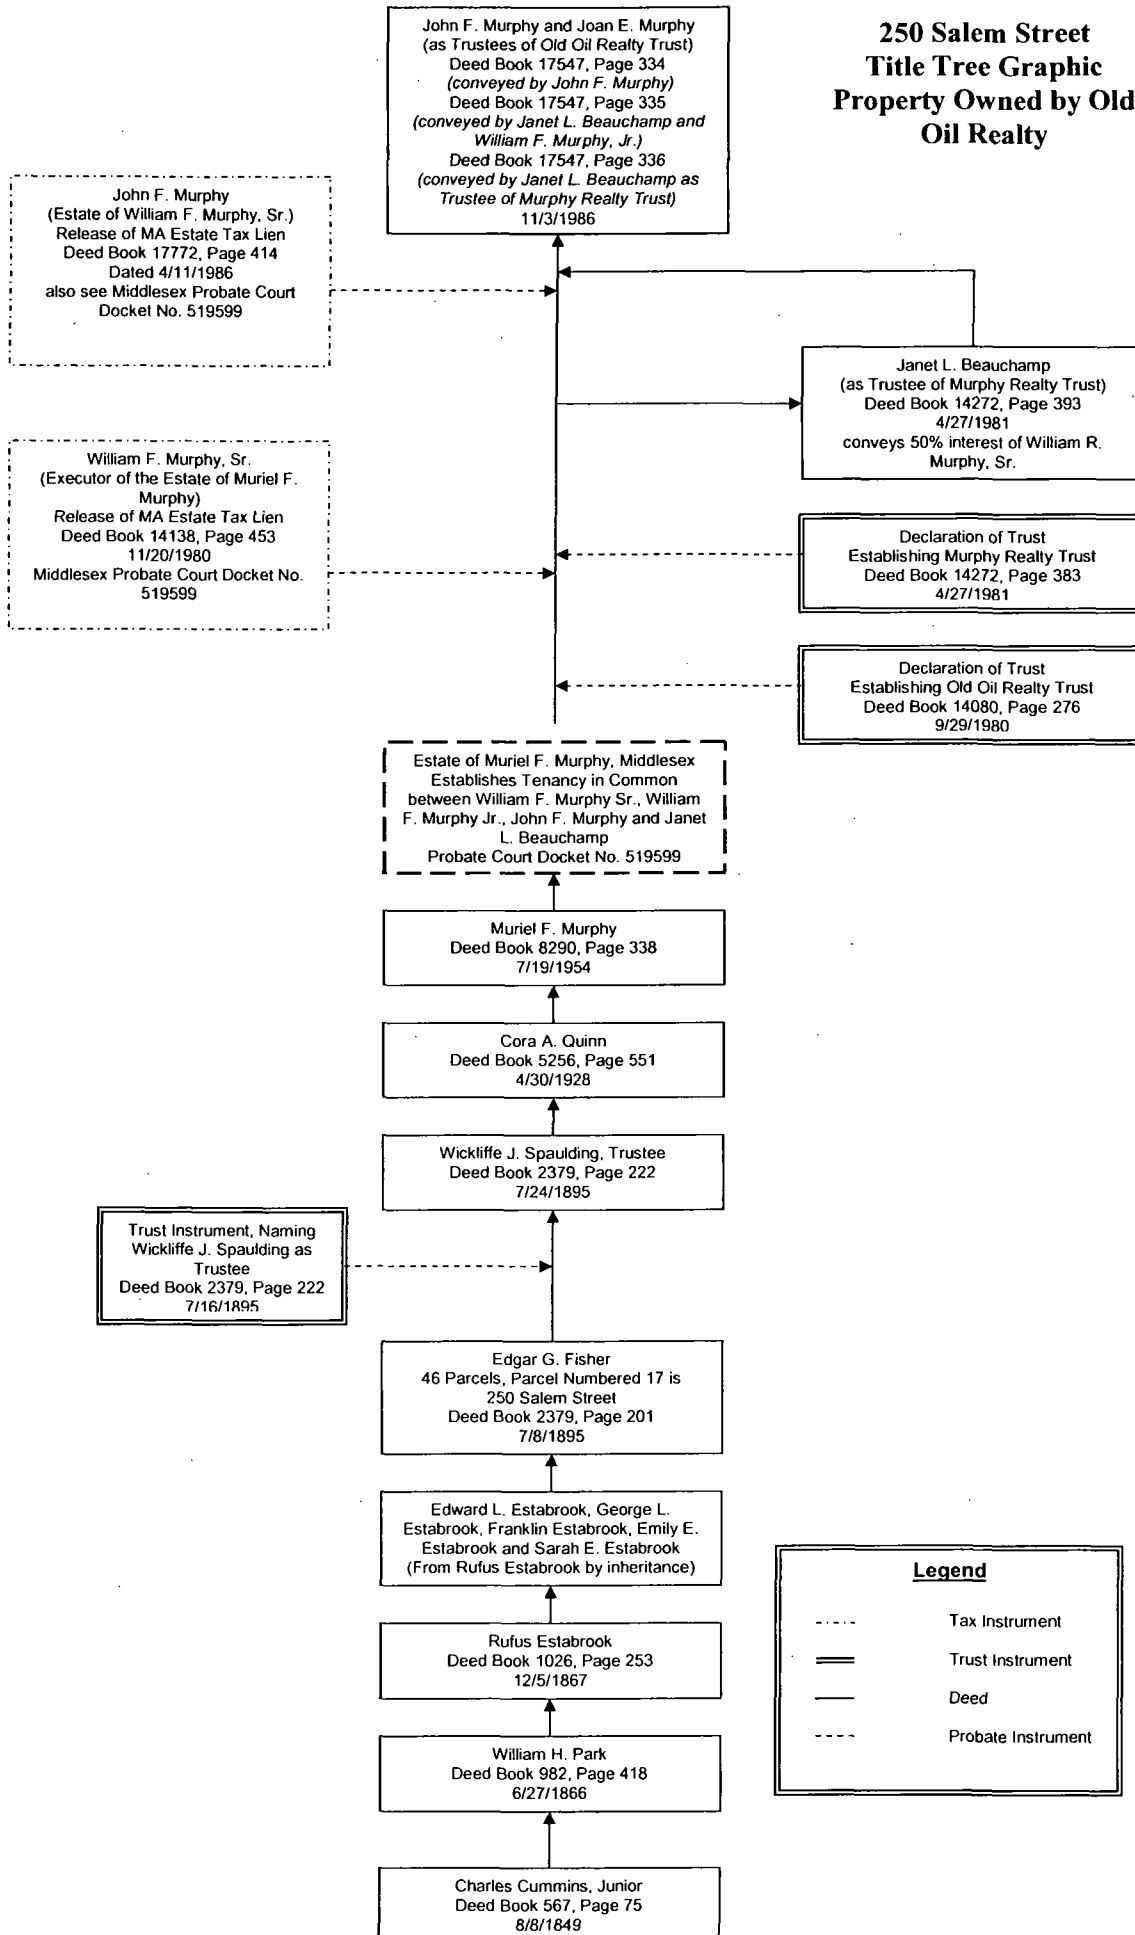 250 Salem Street
Title Tree Graphic
Property Owned by Old
Oil Realty
John F. Murphy and Joan E. Murphy
(as Trustees of Old Oil Realty Trust)
Deed Book 17547, Page 334
(conveyed by John F. Murphy)
Deed Book 17547, Page 335
(conveyed by Janet L. Beauchamp and
William F. Murphy, Jr.)
Deed Book 17547, Page 336
(conveyed by Janet L. Beauchamp as
Trustee of Murphy Realty Trust)
11/3/1986
John F. Murphy
(Estate of William F. Murphy, Sr.)
Release of MA Estate Tax Lien
Deed Book 17772, Page 414
Dated 4/11/1986
also see Middlesex Probate Court
Docket No. 519599
Janet L. Beauchamp
(as Trustee of Murphy Realty Trust)
Deed Book 14272, Page 393
4/27/1981
conveys 50% interest of William R.
Murphy, Sr.
William F. Murphy, Sr.
(Executor of the Estate of Muriel F.
Murphy)
Release of MA Estate Tax Lien
Deed Book 14138, Page 453
11/20/1980
Middlesex Probate Court Docket No.
519599
Declaration of Trust
Establishing Murphy Realty Trust
Deed Book 14272, Page 383
4/27/1981
Declaration of Trust
Establishing Old Oil Realty Trust
Deed Book 14080, Page 276
9/29/1980
Estate of Muriel F. Murphy, Middlesex
Establishes Tenancy in Common
between William F. Murphy Sr., William
F. Murphy Jr., John F. Murphy and Janet
L. Beauchamp
Probate Court Docket No. 519599
Muriel F. Murphy
Deed Book 8290, Page 338
7/19/1954
Cora A. Quinn
Deed Book 5256, Page 551
4/30/1928
Wickliffe J. Spaulding, Trustee
Deed Book 2379, Page 222
7/24/1895
Trust Instrument, Naming
Wickliffe J. Spaulding as
Trustee
Deed Book 2379, Page 222
7/16/1895
Edgar G. Fisher
46 Parcels, Parcel Numbered 17 is
250 Salem Street
Deed Book 2379, Page 201
7/8/1895
Edward L. Estabrook, George L.
Estabrook, Franklin Estabrook, Emily E.
Estabrook and Sarah E. Estabrook
(From Rufus Estabrook by inheritance)
Rufus Estabrook
Deed Book 1026, Page 253
12/5/1867
William H. Park
Deed Book 982, Page 418
6/27/1866
Charles Cummins, Junior
Deed Book 567, Page 75
8/8/1849
Legend
Tax Instrument
Trust Instrument
Deed
Probate Instrument